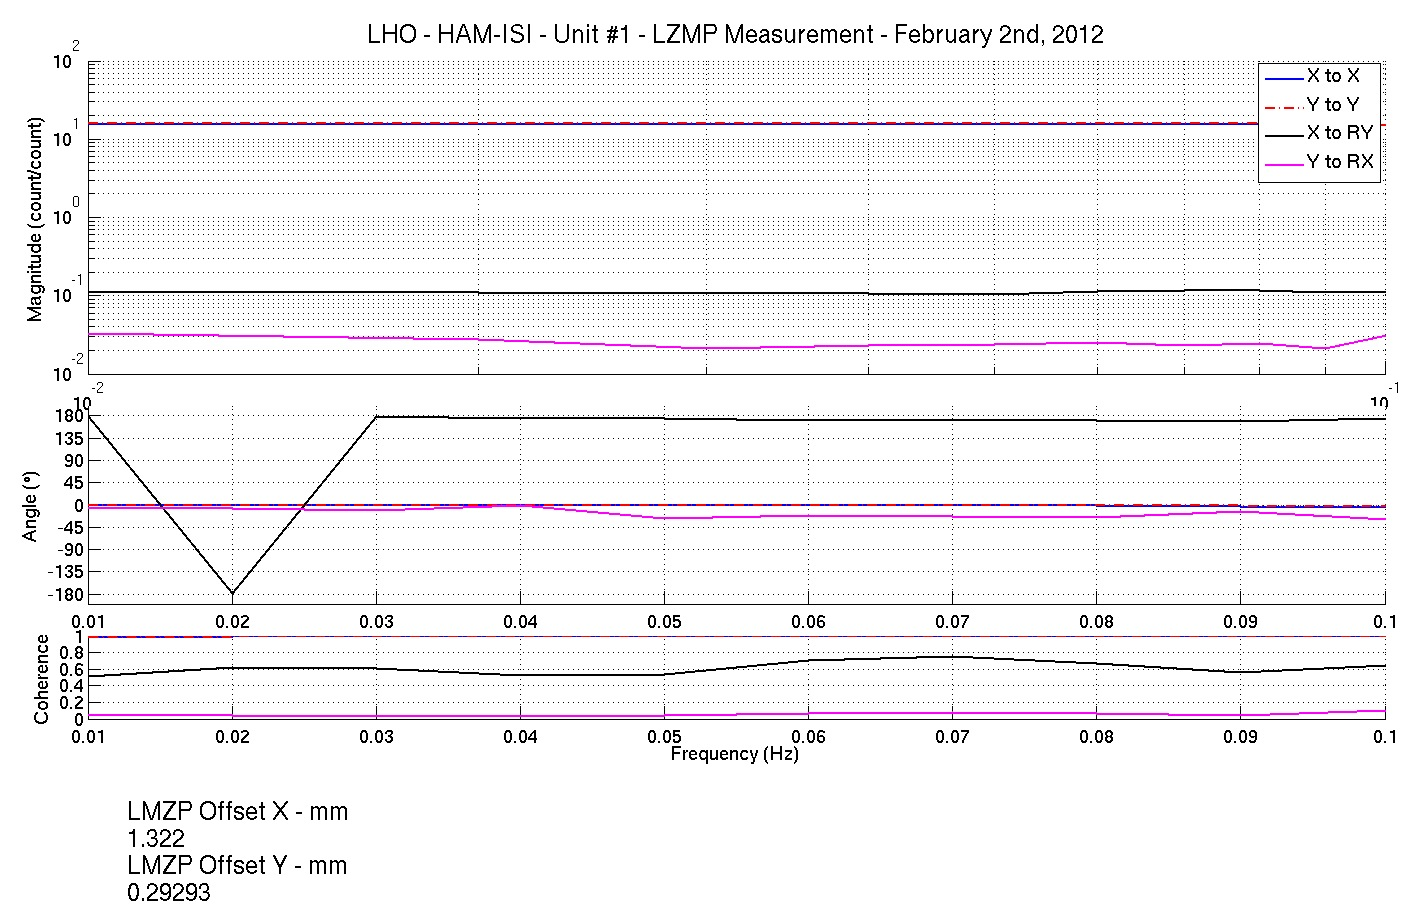 LHO - HAM-ISI - Unit #1 - LZMP Measurement - February 2nd, 2012
Magnitude (count/count)
10^2
10^1
10^0
10^-1
10^-2
X to X
Y to Y
X to RY
Y to RX
10^-2 10^-1
Angle (°)
180
135
90
45
0
-45
-90
-135
-180
0.01 0.02 0.03 0.04 0.05 0.06 0.07 0.08 0.09 0.1
Coherence
1
0.8
0.6
0.4
0.2
0
0.01 0.02 0.03 0.04 0.05 0.06 0.07 0.08 0.09 0.1
Frequency (Hz)
LMZP Offset X - mm
1.322
LMZP Offset Y - mm
0.29293